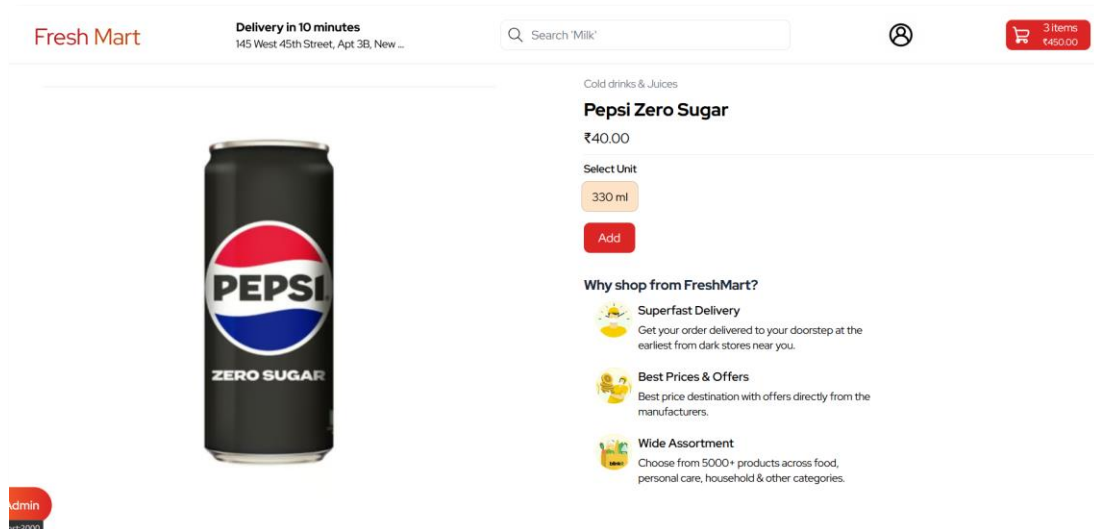 Fresh Mart
Delivery in 10 minutes
145 West 45th Street, Apt 3B, New ...
Search 'Milk'
3 items
₹450.00
Cold drinks & Juices
Pepsi Zero Sugar
₹40.00
Select Unit
330 ml
Add
PEPSI
ZERO SUGAR
Why shop from FreshMart?
Superfast Delivery
Get your order delivered to your doorstep at the
earliest from dark stores near you.
Best Prices & Offers
Best price destination with offers directly from the
manufacturers.
Wide Assortment
Choose from 5000+ products across food,
personal care, household & other categories.